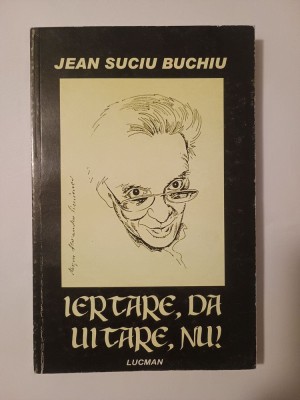 JEAN SUCIU BUCHIU
IERTARE, DA
UITARE, NU!
LUCMAN